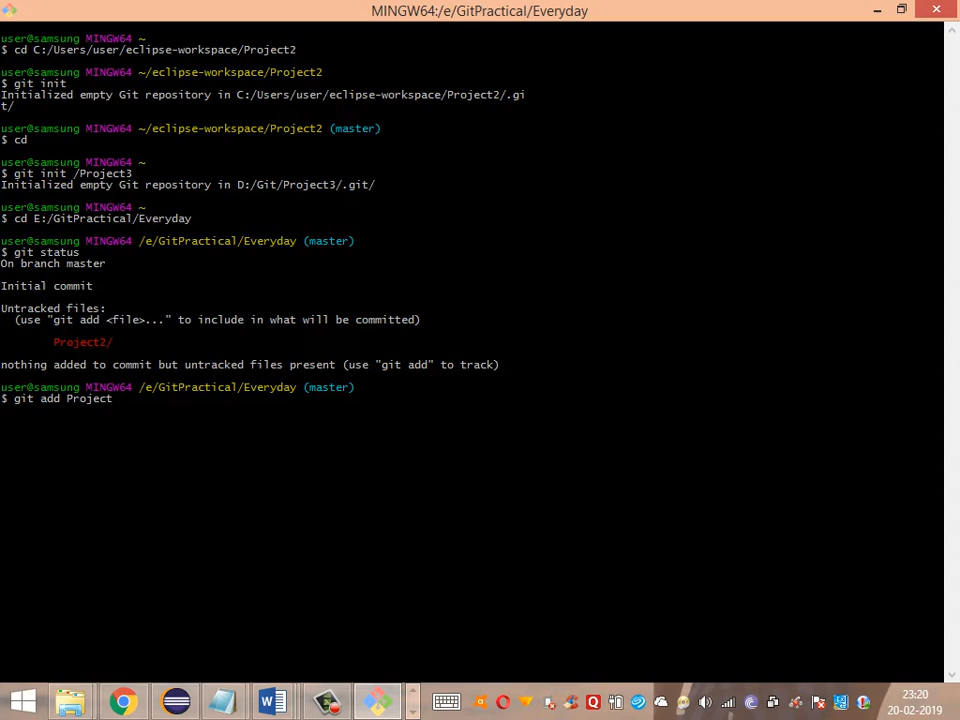 MINGW64:/e/GitPractical/Everyday
user@samsung MINGW64 ~
$ cd C:/Users/user/eclipse-workspace/Project2
user@samsung MINGW64 ~/eclipse-workspace/Project2
$ git init
Initialized empty Git repository in C:/Users/user/eclipse-workspace/Project2/.gi
t/
user@samsung MINGW64 ~/eclipse-workspace/Project2 (master)
$ cd
user@samsung MINGW64 ~
$ git init /Project3
Initialized empty Git repository in D:/Git/Project3/.git/
user@samsung MINGW64 ~
$ cd E:/GitPractical/Everyday
user@samsung MINGW64 /e/GitPractical/Everyday (master)
$ git status
On branch master
Initial commit
Untracked files:
  (use "git add <file>..." to include in what will be committed)
        Project2/
nothing added to commit but untracked files present (use "git add" to track)
user@samsung MINGW64 /e/GitPractical/Everyday (master)
$ git add Project
23:20
20-02-2019